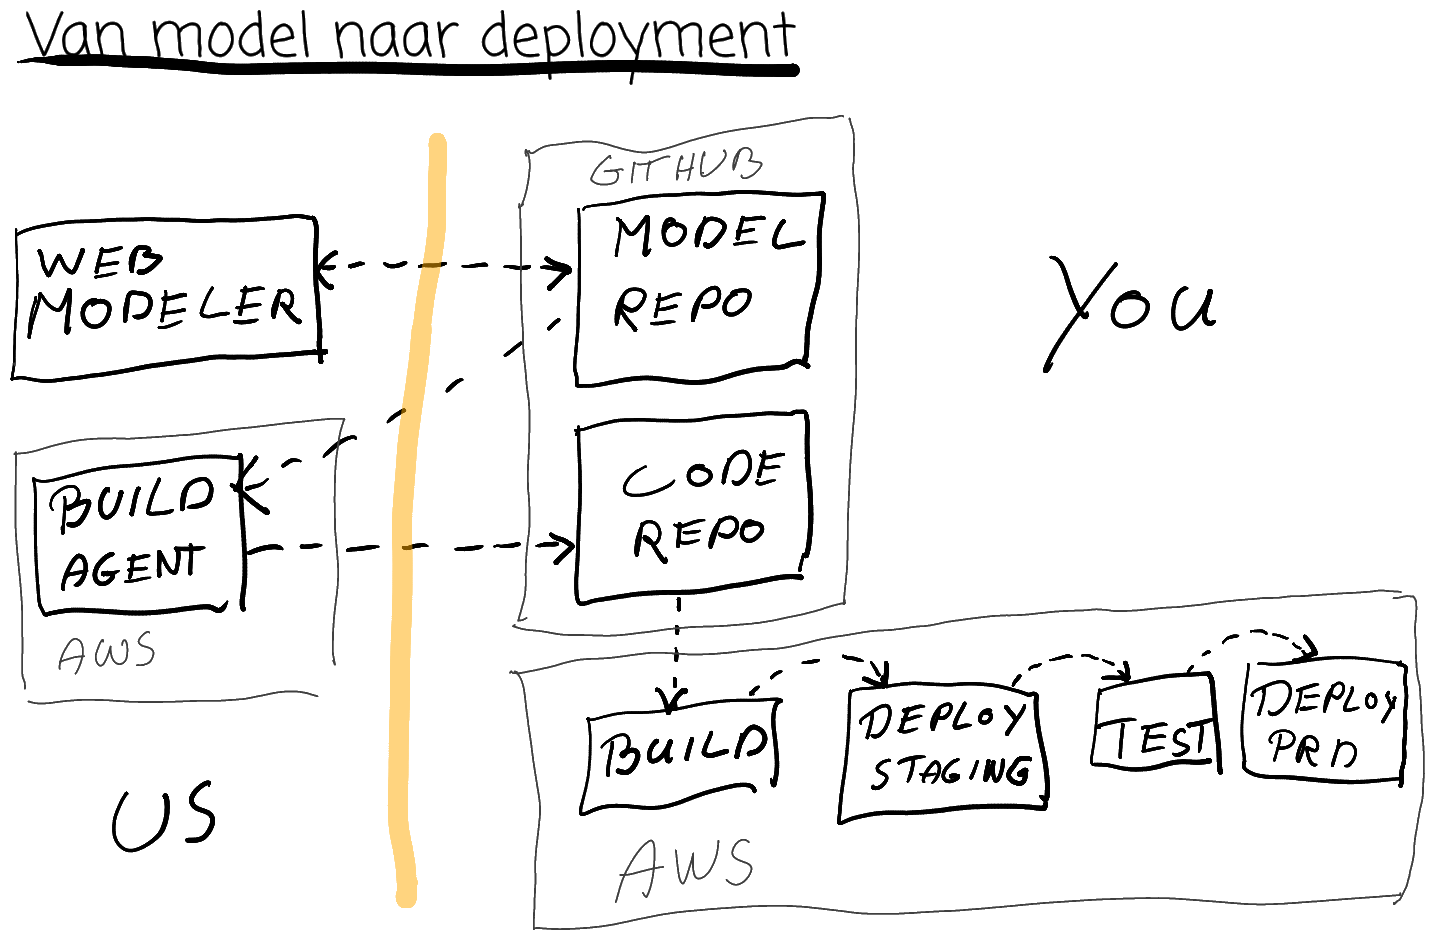 Van model naar deployment
GITHUB
WEB
MODELER
MODEL
REPO
YOU
BUILD
AGENT
AWS
CODE
REPO
US
BUILD
DEPLOY
STAGING
TEST
DEPLOY
PRD
AWS